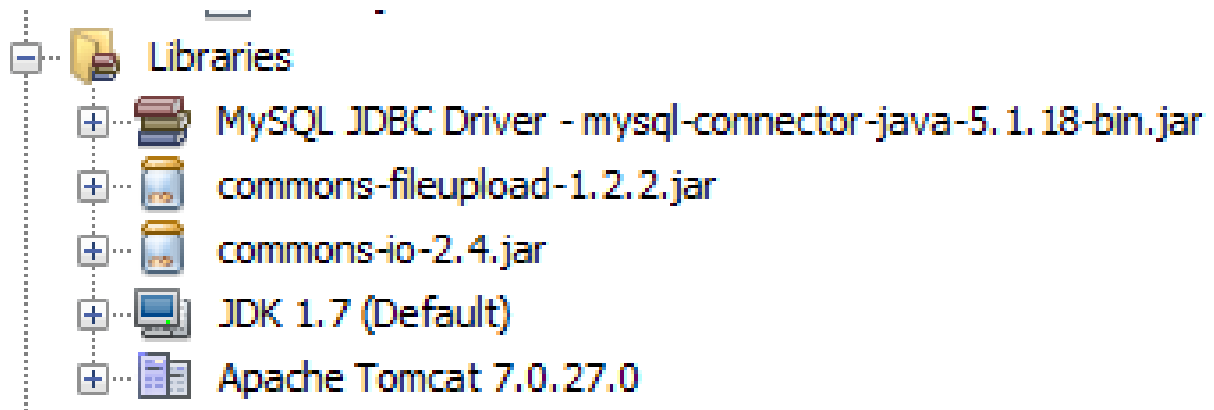 Libraries
MySQL JDBC Driver - mysql-connector-java-5.1.18-bin.jar
commons-fileupload-1.2.2.jar
commons-io-2.4.jar
JDK 1.7 (Default)
Apache Tomcat 7.0.27.0